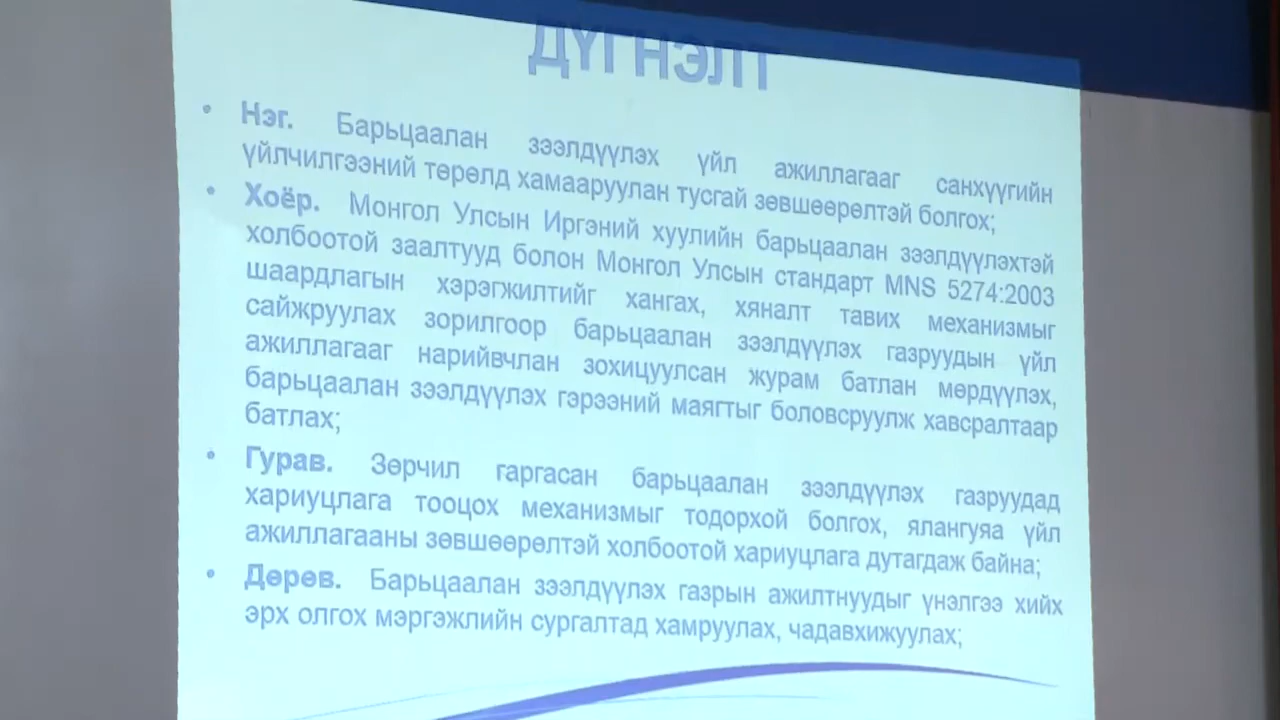 ДҮГНЭЛТ
• Нэг. Барьцаалан зээлдүүлэх үйл ажиллагааг санхүүгийн
үйлчилгээний төрөлд хамааруулан тусгай зөвшөөрөлтэй болгох;
• Хоёр. Монгол Улсын Иргэний хуулийн барьцаалан зээлдүүлэхтэй
холбоотой заалтууд болон Монгол Улсын стандарт MNS 5274:2003
шаардлагын хэрэгжилтийг хангах, хяналт тавих механизмыг
сайжруулах зорилгоор барьцаалан зээлдүүлэх газруудын үйл
ажиллагааг нарийвчлан зохицуулсан журам батлан мөрдүүлэх,
барьцаалан зээлдүүлэх гэрээний маягтыг боловсруулж хавсралтаар
батлах;
• Гурав. Зөрчил гаргасан барьцаалан зээлдүүлэх газруудад
хариуцлага тооцох механизмыг тодорхой болгох, ялангуяа үйл
ажиллагааны зөвшөөрөлтэй холбоотой хариуцлага дутагдаж байна;
• Дөрөв. Барьцаалан зээлдүүлэх газрын ажилтнуудыг үнэлгээ хийх
эрх олгох мэргэжлийн сургалтад хамруулах, чадавхижуулах;